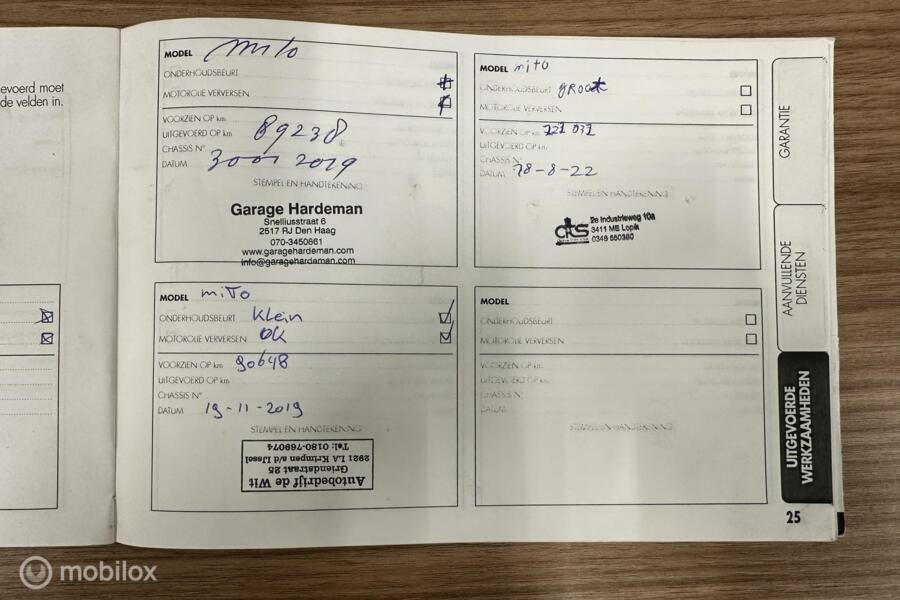 evoerd moet
de velden in.
MODEL mito
ONDERHOUDSBEURT
MOTOROLIE VERVERSEN
VOORZIEN OP km
UITGEVOERD OP km 89238
CHASSIS N°
DATUM 2019
STEMPEL EN HANDTEKENING
Garage Hardeman
Snelliusstraat 6
2517 RJ Den Haag
070-3450861
www.garagehardeman.com
info@garagehardeman.com
MODEL mito
ONDERHOUDSBEURT groot
MOTOROLIE VERVERSEN
VOORZIEN OP km
UITGEVOERD OP km
CHASSIS N°
DATUM 18-8-22
STEMPEL EN HANDTEKENING
2e Industrieweg 10a
3411 ME Lopik
0348 550380
MODEL miTo
ONDERHOUDSBEURT Klein
MOTOROLIE VERVERSEN OK
VOORZIEN OP km 90648
UITGEVOERD OP km
CHASSIS N°
DATUM 19-11-2019
STEMPEL EN HANDTEKENING
Autobedrijf de Wit
Griendstraat 25
2921 LA Krimpen a/d IJssel
Tel: 0180-769074
MODEL
ONDERHOUDSBEURT
MOTOROLIE VERVERSEN
VOORZIEN OP km
UITGEVOERD OP km
CHASSIS N°
DATUM
STEMPEL EN HANDTEKENING
GARANTIE
AANVULLENDE
DIENSTEN
UITGEVOERDE
WERKZAAMHEDEN
25
mobilox